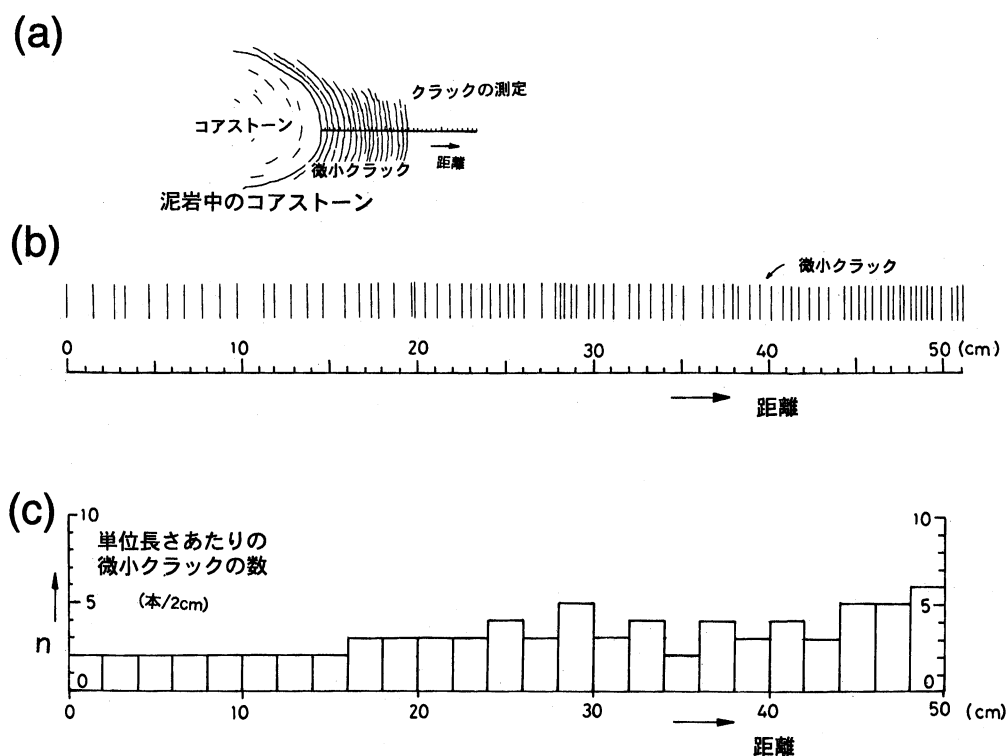 (a)
クラックの測定
コアストーン
距離
微小クラック
泥岩中のコアストーン
(b)
微小クラック
0 10 20 30 40 50 (cm)
距離
(c)
10 10
単位長さあたりの
微小クラックの数
(本/2cm)
5 5
n
0 0
0 10 20 30 40 50 (cm)
距離